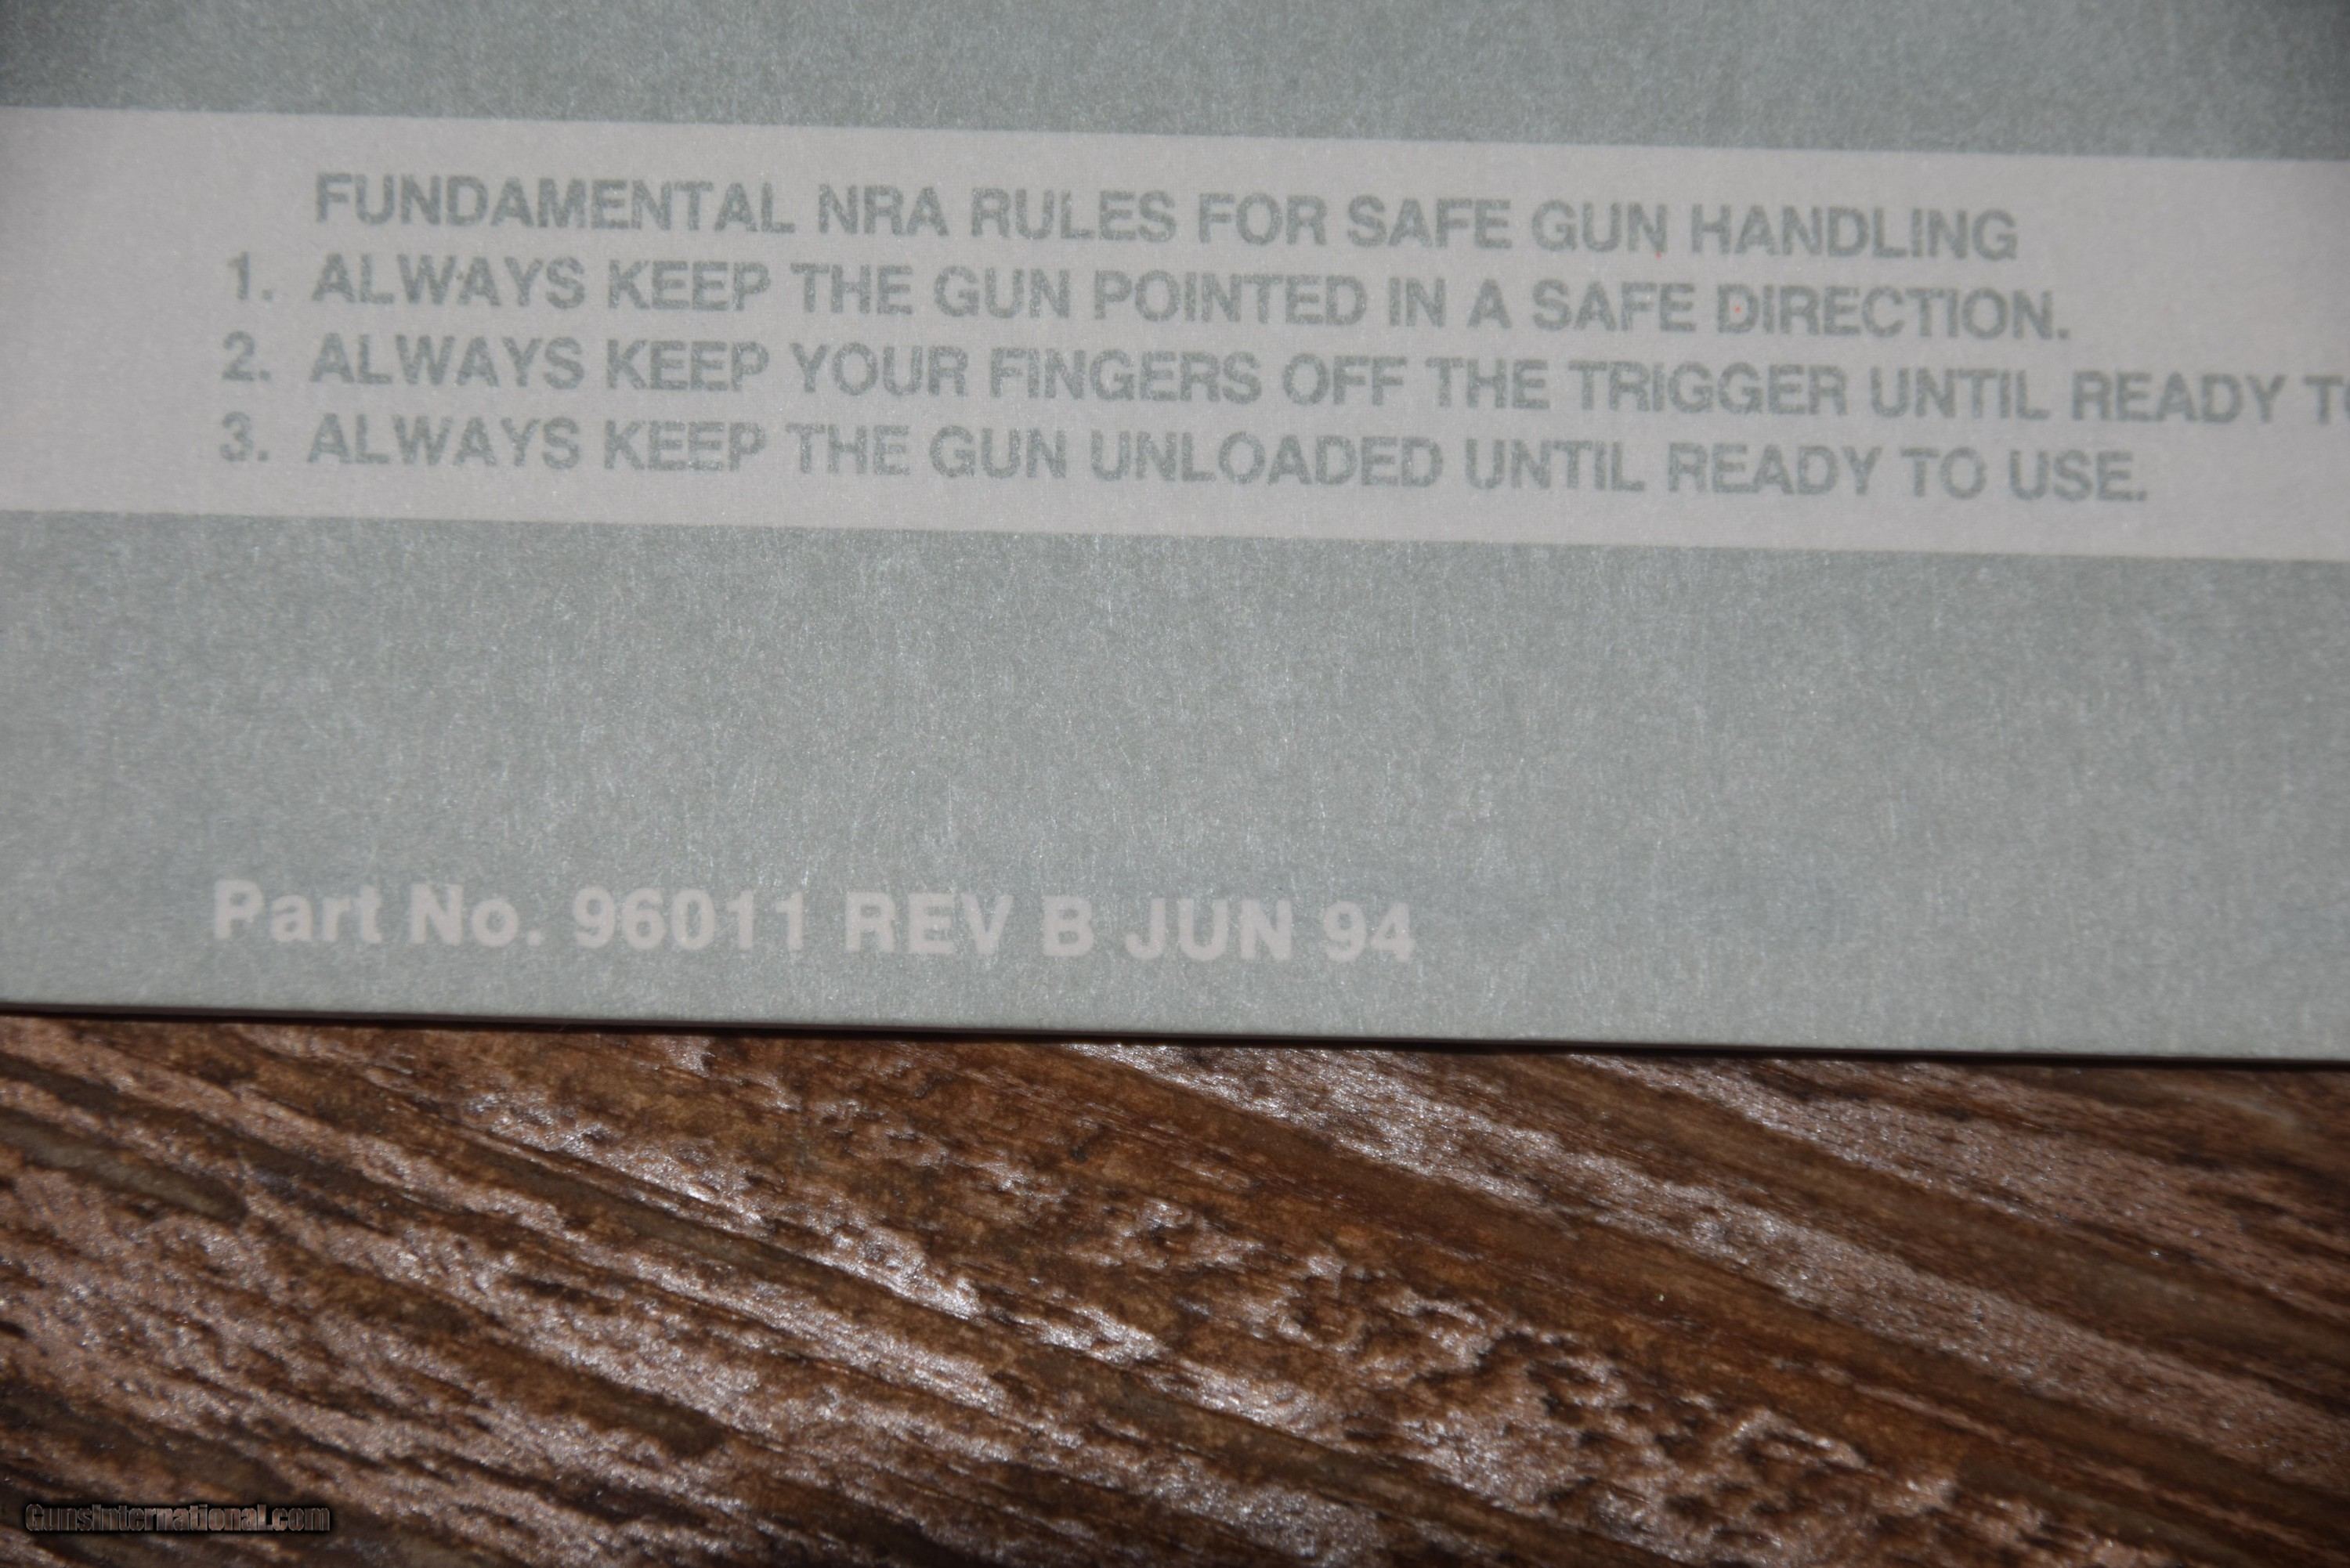 FUNDAMENTAL NRA RULES FOR SAFE GUN HANDLING
1. ALWAYS KEEP THE GUN POINTED IN A SAFE DIRECTION.
2. ALWAYS KEEP YOUR FINGERS OFF THE TRIGGER UNTIL READY
3. ALWAYS KEEP THE GUN UNLOADED UNTIL READY TO USE.
Part No. 96011 REV B JUN 94
GunsInternational.com